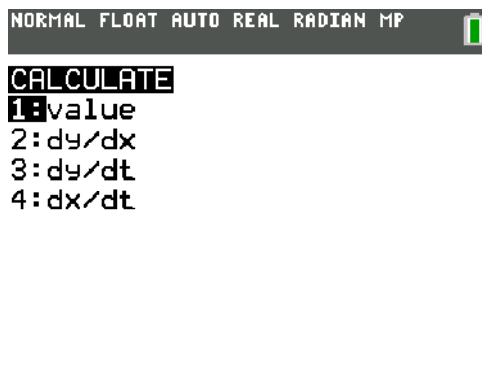 NORMAL FLOAT AUTO REAL RADIAN MP
CALCULATE
1:value
2:dy/dx
3:dy/dt
4:dx/dt